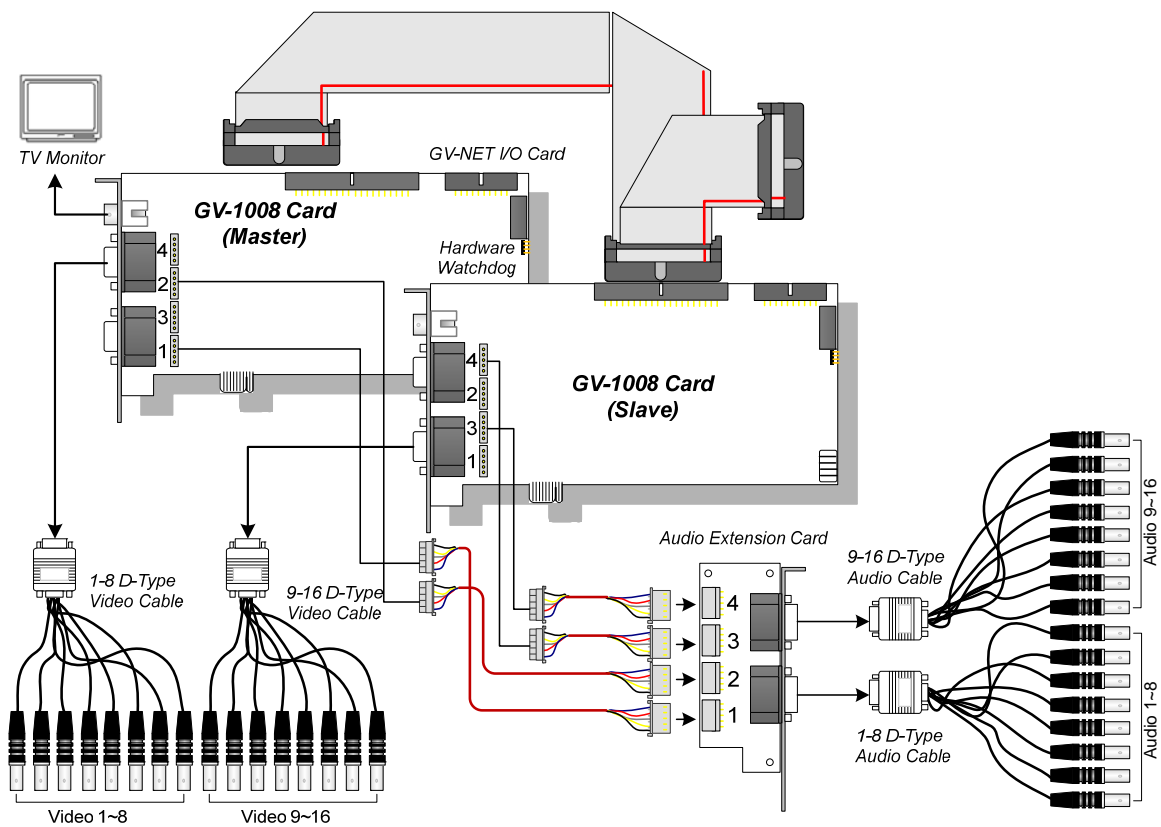 TV Monitor
GV-NET I/O Card
GV-1008 Card
(Master)
Hardware
Watchdog
4
2
3
1
GV-1008 Card
(Slave)
4
2
3
1
Audio Extension Card
1-8 D-Type
Video Cable
9-16 D-Type
Video Cable
9-16 D-Type
Audio Cable
4
3
2
1
1-8 D-Type
Audio Cable
Audio 9~16
Audio 1~8
Video 1~8
Video 9~16